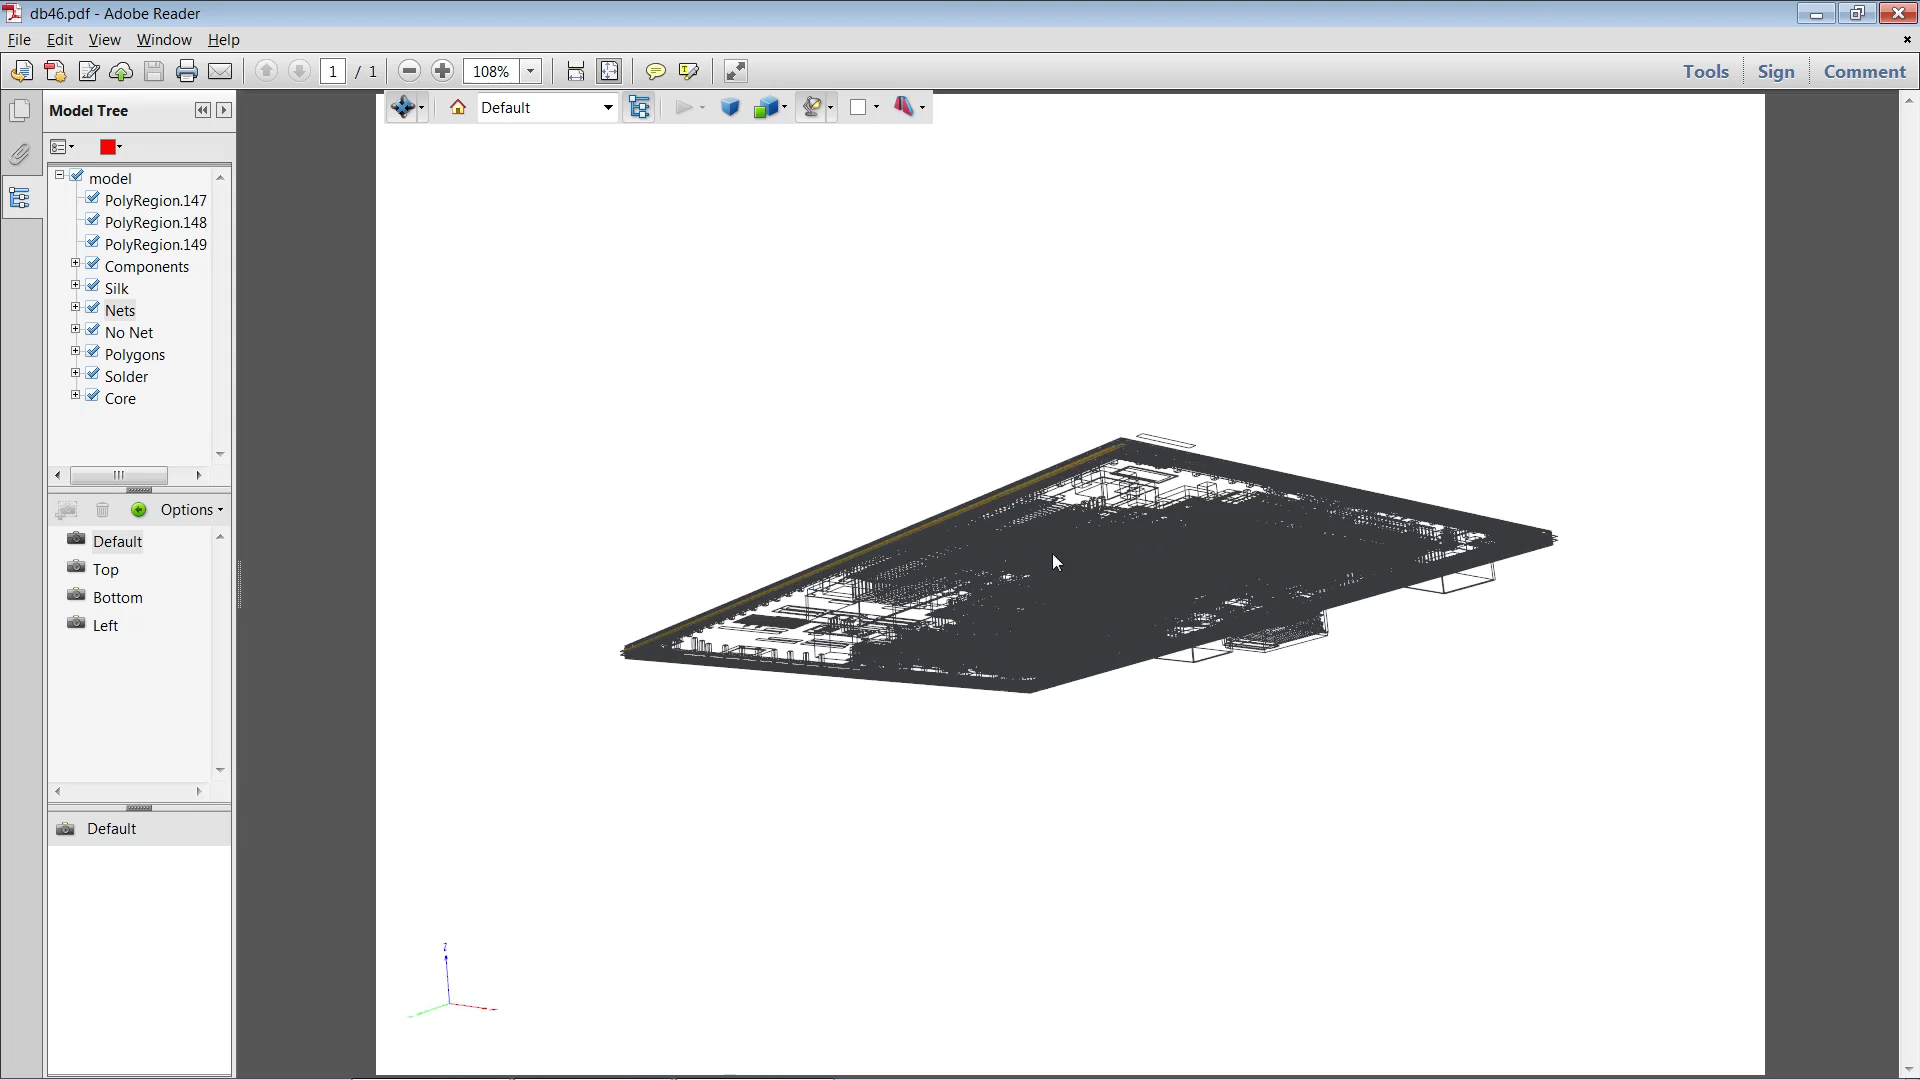 db46.pdf - Adobe Reader
File Edit View Window Help
1 / 1 108% Tools Sign Comment
Model Tree
Default
model
PolyRegion.147
PolyRegion.148
PolyRegion.149
Components
Silk
Nets
No Net
Polygons
Solder
Core
Options
Default
Top
Bottom
Left
Default
Z